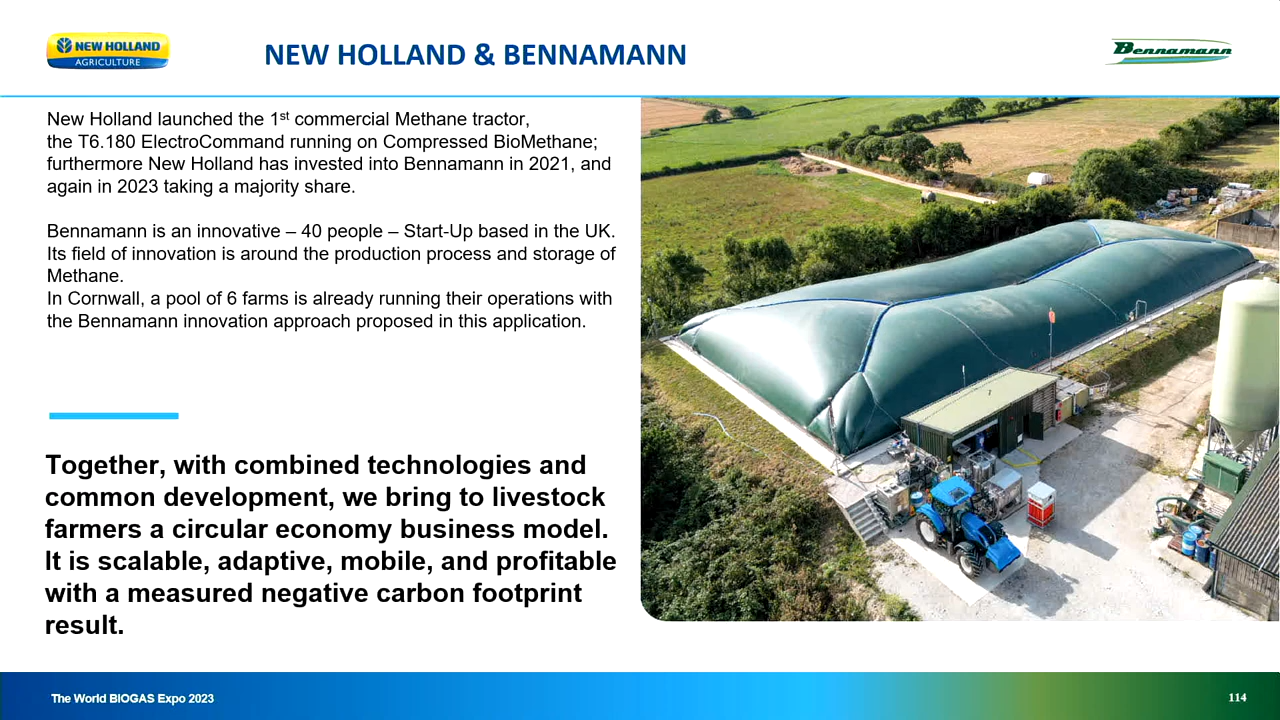 NEW HOLLAND
AGRICULTURE
NEW HOLLAND & BENNAMANN
Bennamann
New Holland launched the 1st commercial Methane tractor,
the T6.180 ElectroCommand running on Compressed BioMethane;
furthermore New Holland has invested into Bennamann in 2021, and
again in 2023 taking a majority share.
Bennamann is an innovative – 40 people – Start-Up based in the UK.
Its field of innovation is around the production process and storage of
Methane.
In Cornwall, a pool of 6 farms is already running their operations with
the Bennamann innovation approach proposed in this application.
Together, with combined technologies and
common development, we bring to livestock
farmers a circular economy business model.
It is scalable, adaptive, mobile, and profitable
with a measured negative carbon footprint
result.
The World BIOGAS Expo 2023
114